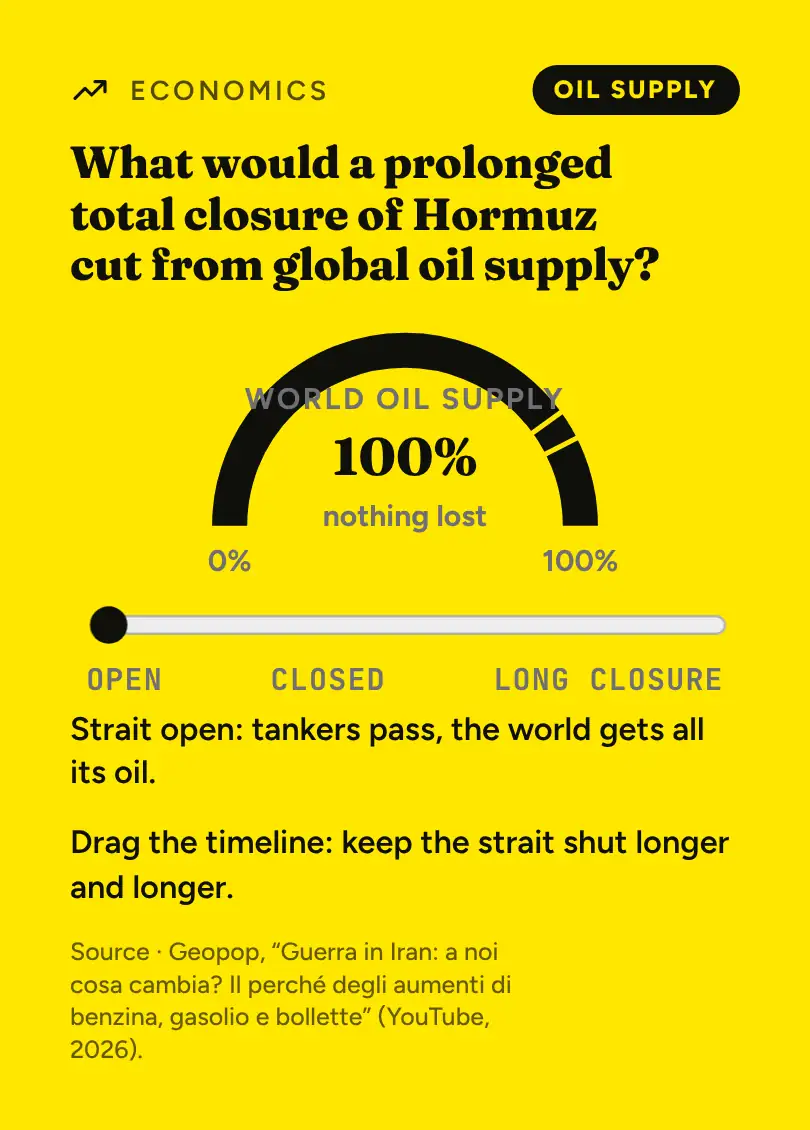 ECONOMICS
OIL SUPPLY
What would a prolonged
total closure of Hormuz
cut from global oil supply?
WORLD OIL SUPPLY
100%
nothing lost
0%
100%
OPEN
CLOSED
LONG CLOSURE
Strait open: tankers pass, the world gets all
its oil.
Drag the timeline: keep the strait shut longer
and longer.
Source · Geopop, “Guerra in Iran: a noi
cosa cambia? Il perché degli aumenti di
benzina, gasolio e bollette” (YouTube,
2026).